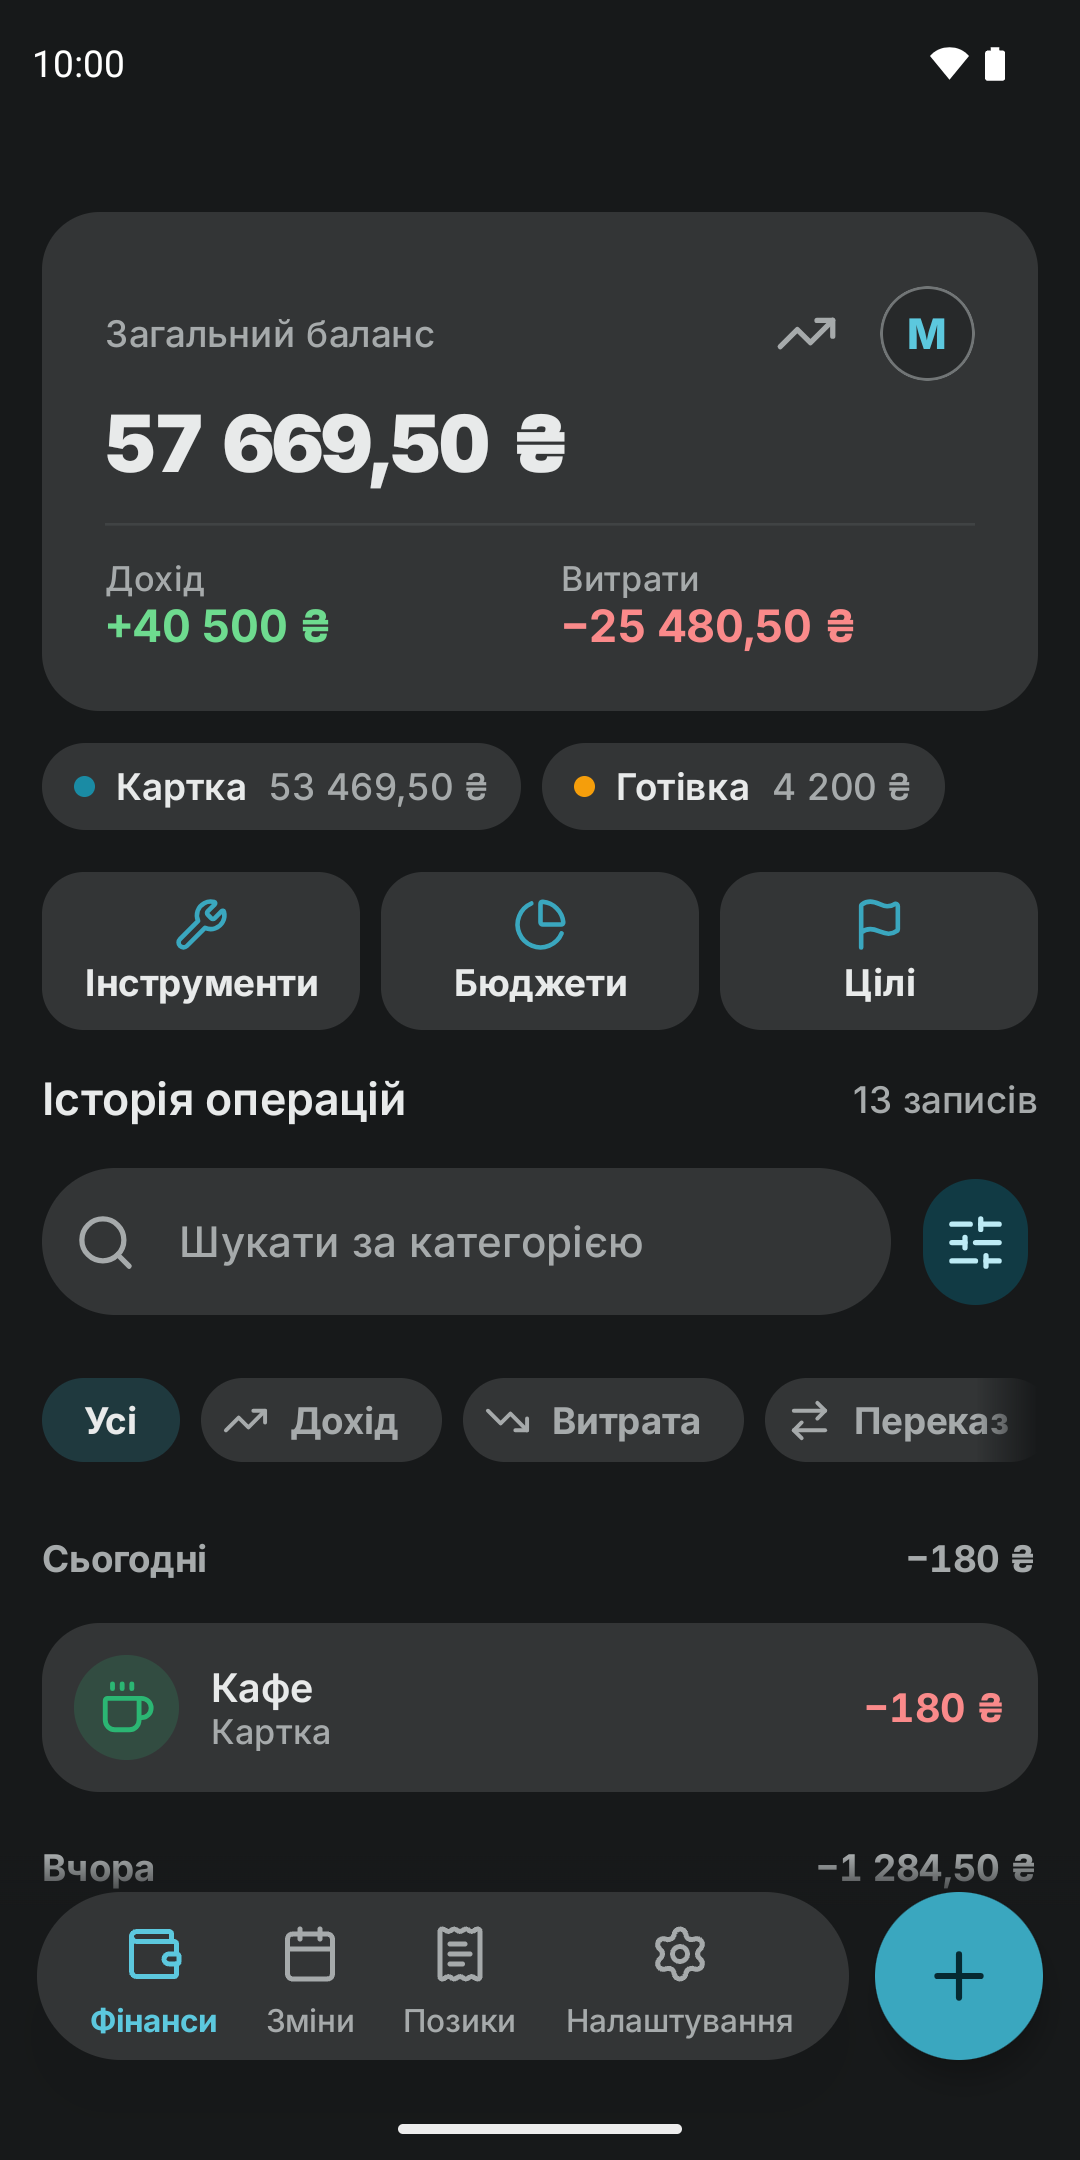 10:00
Загальний баланс
M
57 669,50 ₴
Дохід
Витрати
+40 500 ₴
−25 480,50 ₴
Картка 53 469,50 ₴
Готівка 4 200 ₴
Інструменти
Бюджети
Цілі
Історія операцій
13 записів
Шукати за категорією
Усі
Дохід
Витрата
Переказ
Сьогодні
−180 ₴
Кафе
Картка
−180 ₴
Вчора
−1 284,50 ₴
Фінанси
Зміни
Позики
Налаштування